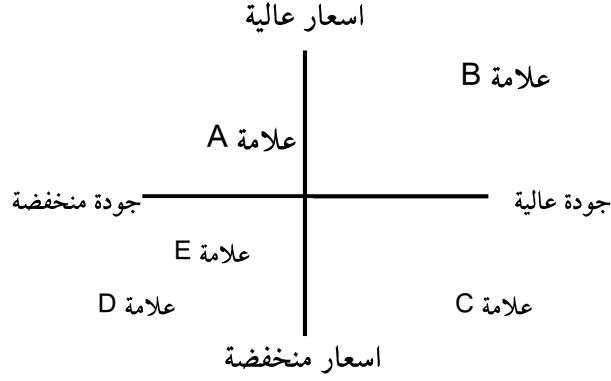 اسعار عالية
علامة B
علامة A
جودة عالية
جودة منخفضة
علامة E
علامة C
علامة D
اسعار منخفضة